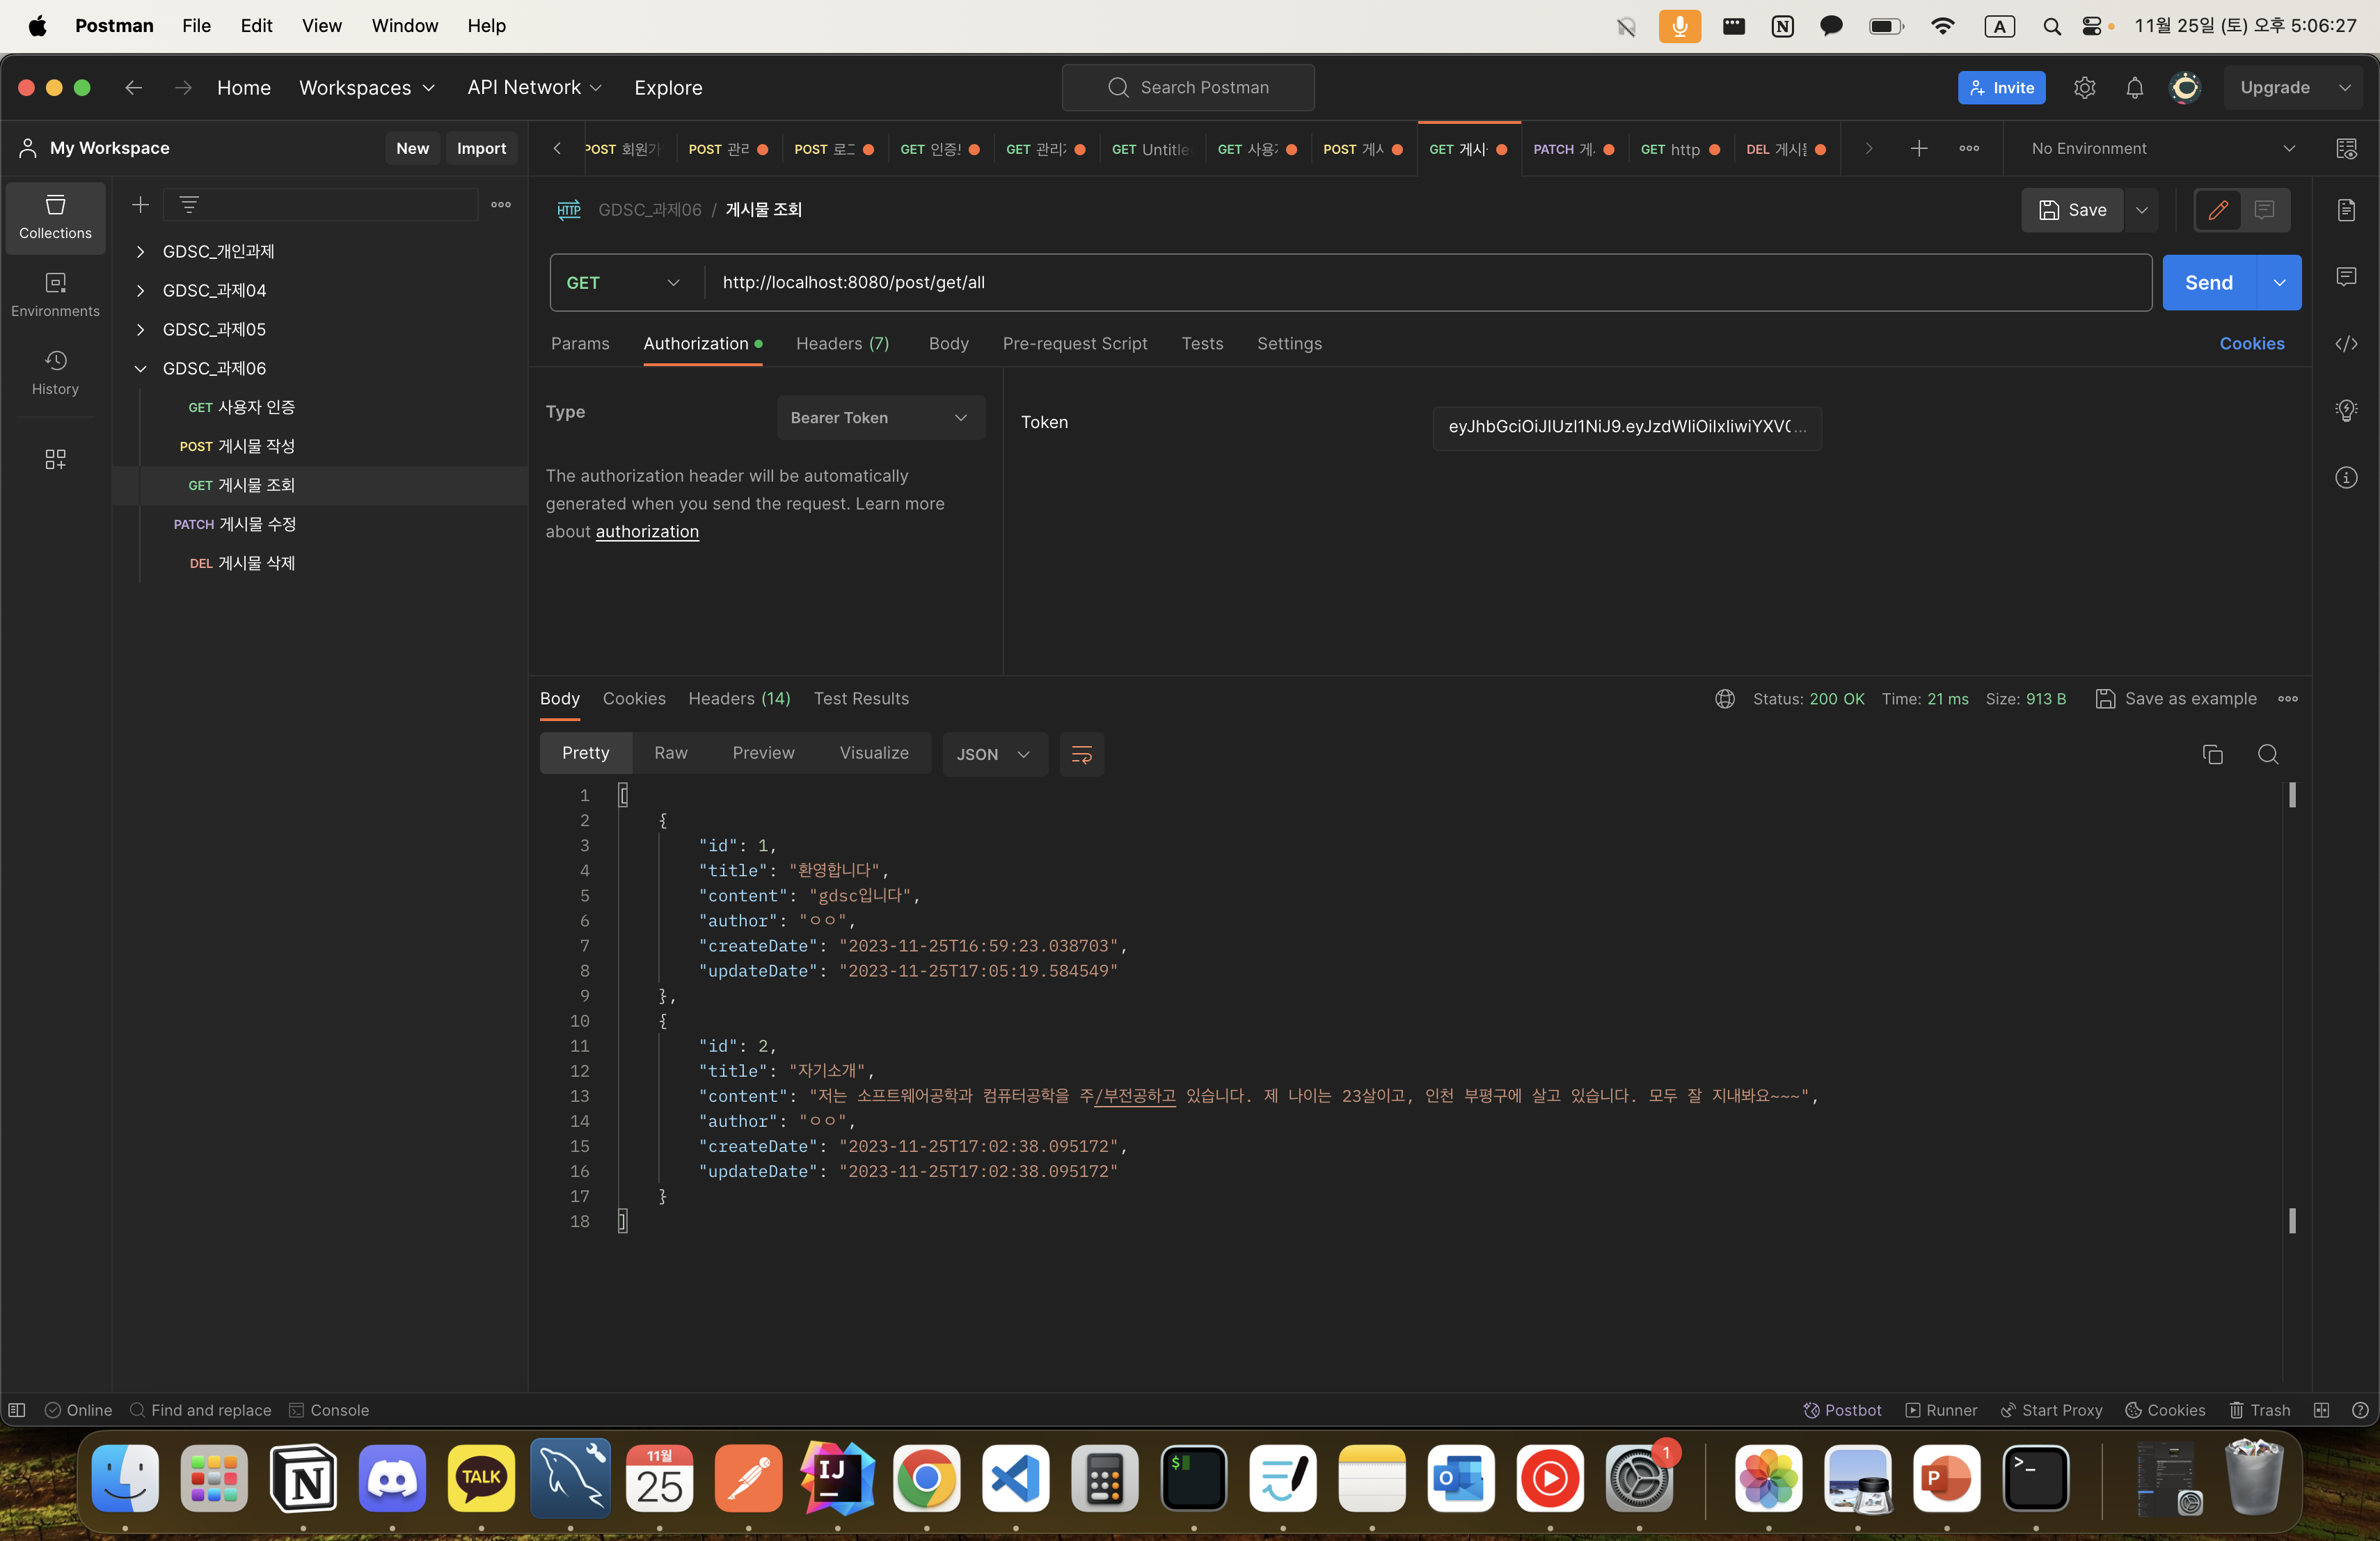 Postman File Edit View Window Help
A 11월 25일 (토) 오후 5:06:27
Home Workspaces API Network Explore
Search Postman
Invite
Upgrade
My Workspace
New Import
POST 회원가 POST 관리 POST 로그 GET 인증! GET 관리 GET Untitle GET 사용 POST 게시 GET 게시 PATCH 게 GET http DEL 게시
No Environment
Collections
Environments
History
GDSC_개인과제
GDSC_과제04
GDSC_과제05
GDSC_과제06
GET 사용자 인증
POST 게시물 작성
GET 게시물 조회
PATCH 게시물 수정
DEL 게시물 삭제
HTTP GDSC_과제06 / 게시물 조회
Save
GET http://localhost:8080/post/get/all
Send
Params Authorization Headers (7) Body Pre-request Script Tests Settings
Cookies
Type Bearer Token
The authorization header will be automatically
generated when you send the request. Learn more
about authorization
Token
Body Cookies Headers (14) Test Results
Status: 200 OK Time: 21 ms Size: 913 B Save as example
Pretty Raw Preview Visualize JSON
1 [
2 {
3 "id": 1,
4 "title": "환영합니다",
5 "content": "gdsc입니다",
6 "author": "ㅇㅇ",
7 "createDate": "2023-11-25T16:59:23.038703",
8 "updateDate": "2023-11-25T17:05:19.584549"
9 },
10 {
11 "id": 2,
12 "title": "자기소개",
13 "content": "저는 소프트웨어공학과 컴퓨터공학을 주/부전공하고 있습니다. 제 나이는 23살이고, 인천 부평구에 살고 있습니다. 모두 잘 지내봐요~~~",
14 "author": "ㅇㅇ",
15 "createDate": "2023-11-25T17:02:38.095172",
16 "updateDate": "2023-11-25T17:02:38.095172"
17 }
18 ]
Online Find and replace Console
Postbot Runner Start Proxy Cookies Trash
TALK
11월
25
IJ
1